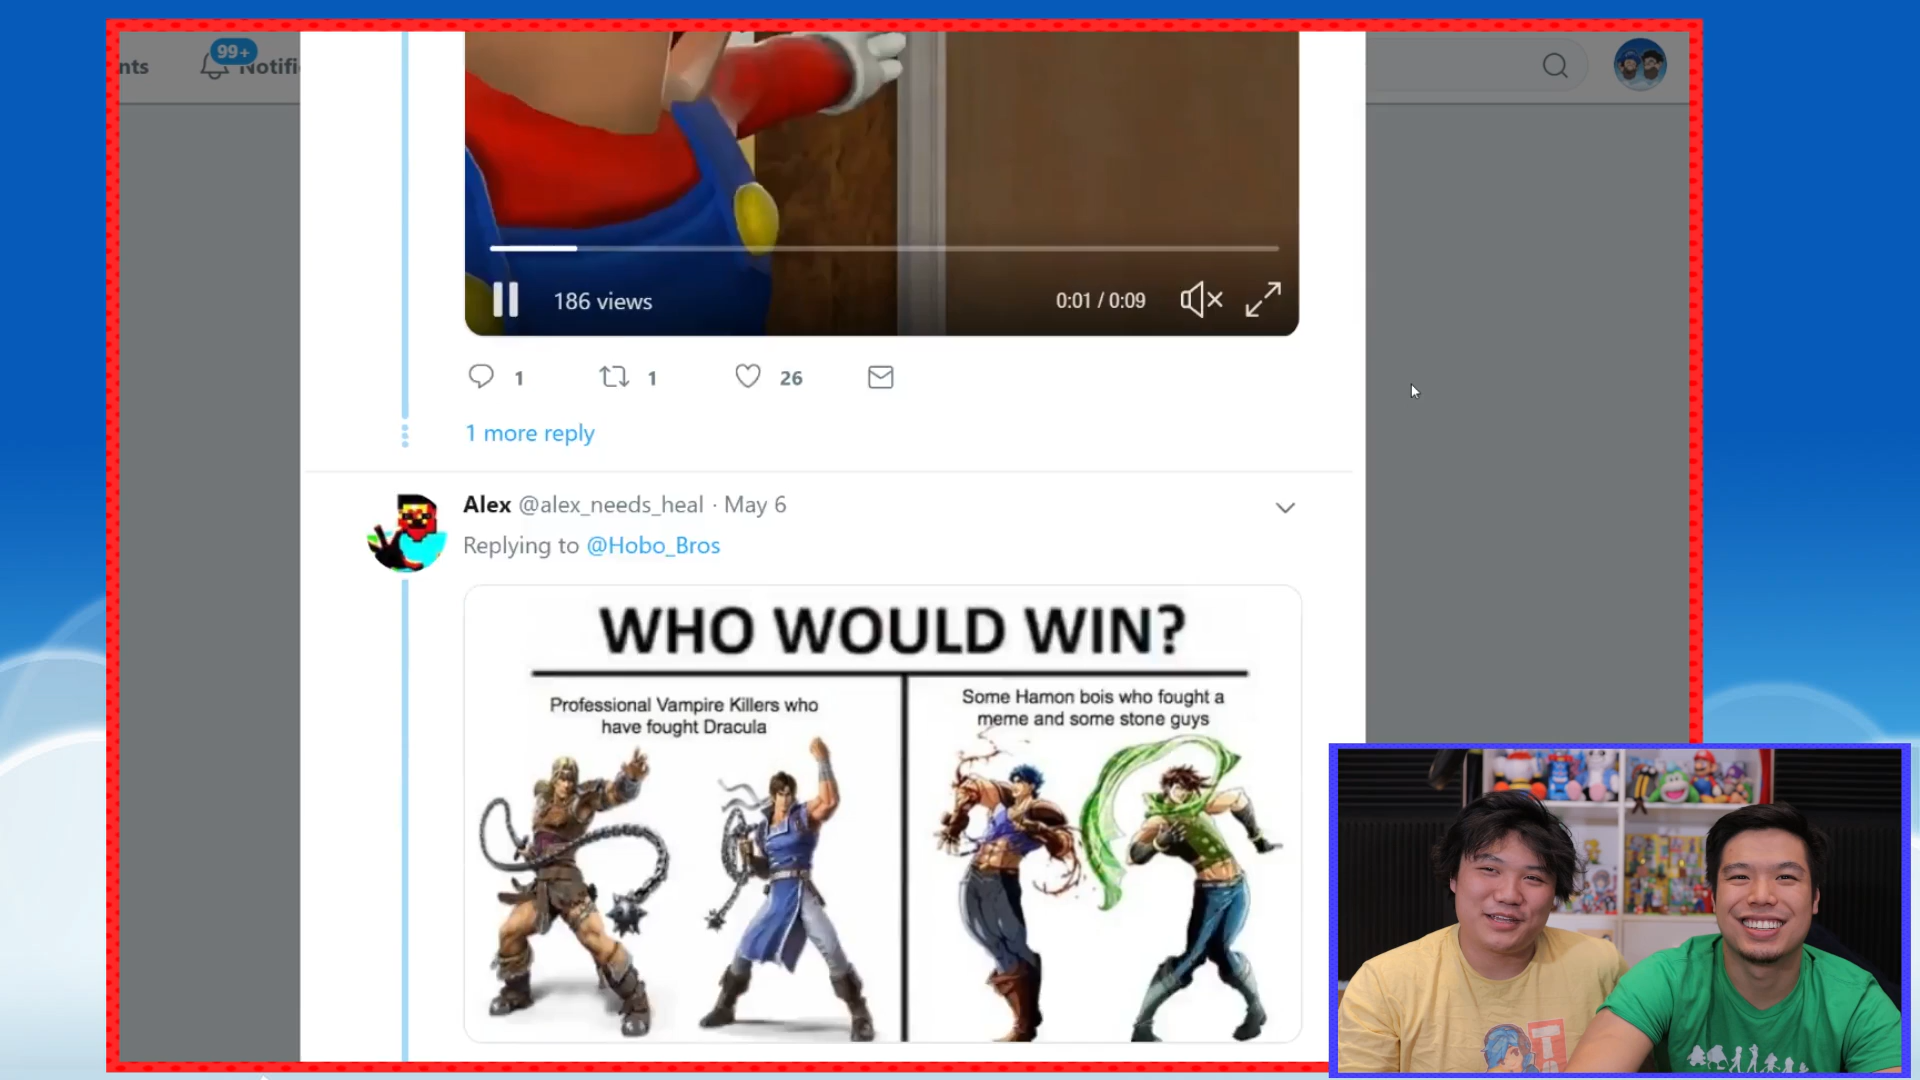 nts
99+
Notifi
186 views
0:01 / 0:09
1
1
26
1 more reply
Alex @alex_needs_heal · May 6
Replying to @Hobo_Bros
WHO WOULD WIN?
Professional Vampire Killers who
have fought Dracula
Some Hamon bois who fought a
meme and some stone guys